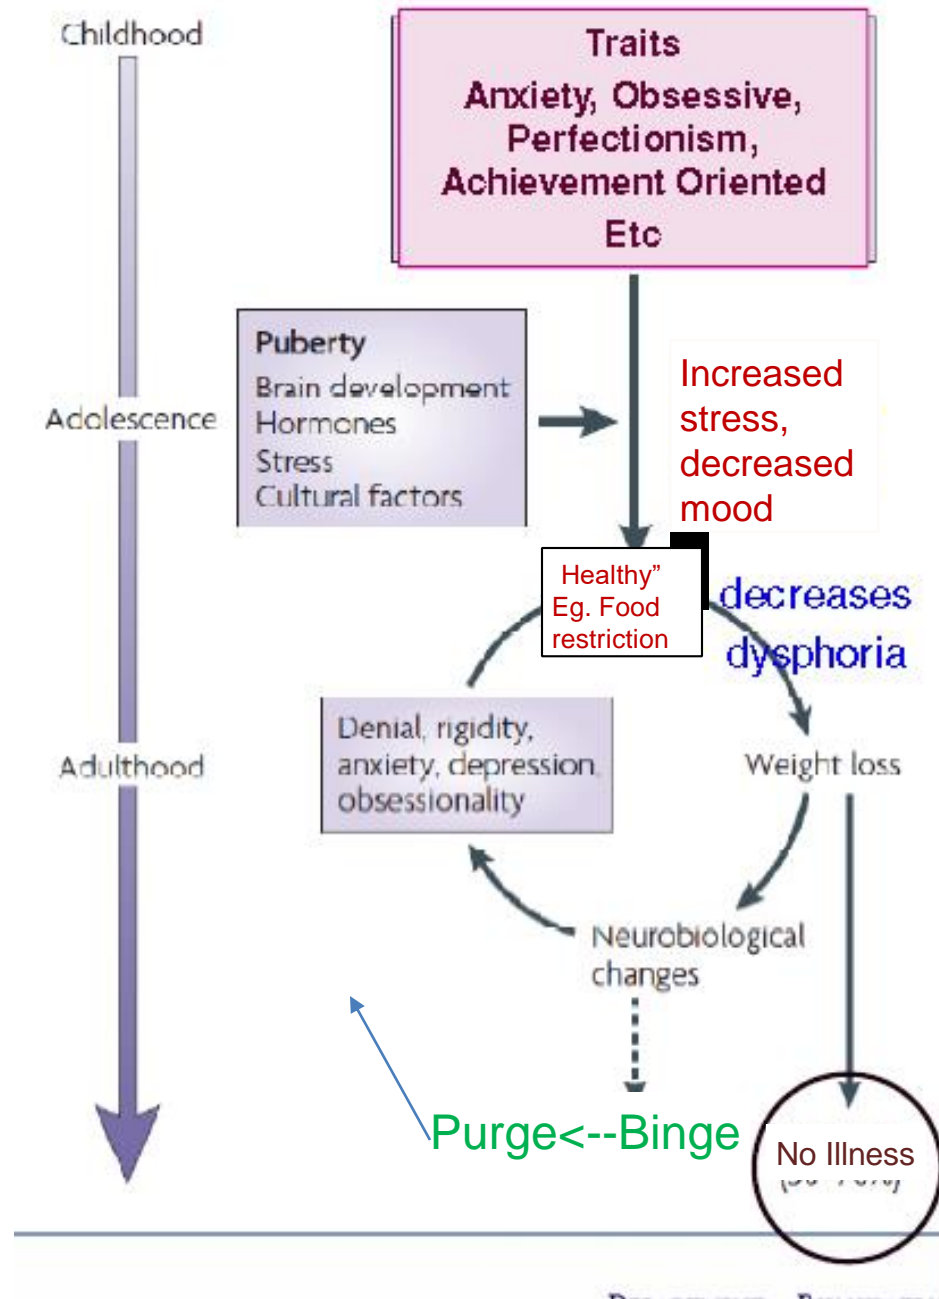 Childhood
Traits
Anxiety, Obsessive,
Perfectionism,
Achievement Oriented
Etc
Puberty
Brain development
Hormones
Stress
Cultural factors
Adolescence
Increased
stress,
decreased
mood
Healthy”
Eg. Food
restriction
decreases
dysphoria
Denial, rigidity,
anxiety, depression,
obsessionality
Adulthood
Weight loss
Neurobiological
changes
Purge<--Binge
No Illness